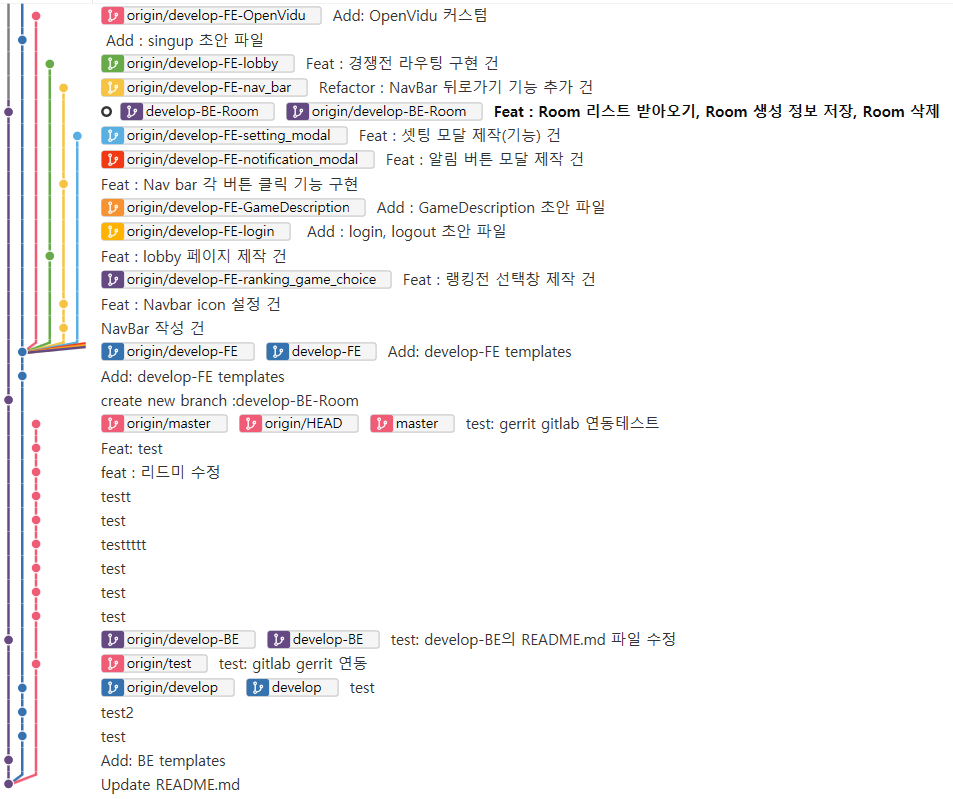 origin/develop-FE-OpenVidu Add: OpenVidu 커스텀
Add : singup 초안 파일
origin/develop-FE-lobby Feat : 경쟁전 라우팅 구현 건
origin/develop-FE-nav_bar Refactor : NavBar 뒤로가기 기능 추가 건
develop-BE-Room origin/develop-BE-Room Feat : Room 리스트 받아오기, Room 생성 정보 저장, Room 삭제
origin/develop-FE-setting_modal Feat : 셋팅 모달 제작(기능) 건
origin/develop-FE-notification_modal Feat : 알림 버튼 모달 제작 건
Feat : Nav bar 각 버튼 클릭 기능 구현
origin/develop-FE-GameDescription Add : GameDescription 초안 파일
origin/develop-FE-login Add : login, logout 초안 파일
Feat : lobby 페이지 제작 건
origin/develop-FE-ranking_game_choice Feat : 랭킹전 선택창 제작 건
Feat : Navbar icon 설정 건
NavBar 작성 건
origin/develop-FE develop-FE Add: develop-FE templates
Add: develop-FE templates
create new branch :develop-BE-Room
origin/master origin/HEAD master test: gerrit gitlab 연동테스트
Feat: test
feat : 리드미 수정
testt
test
testtttt
test
test
test
origin/develop-BE develop-BE test: develop-BE의 README.md 파일 수정
origin/test test: gitlab gerrit 연동
origin/develop develop test
test2
test
Add: BE templates
Update README.md